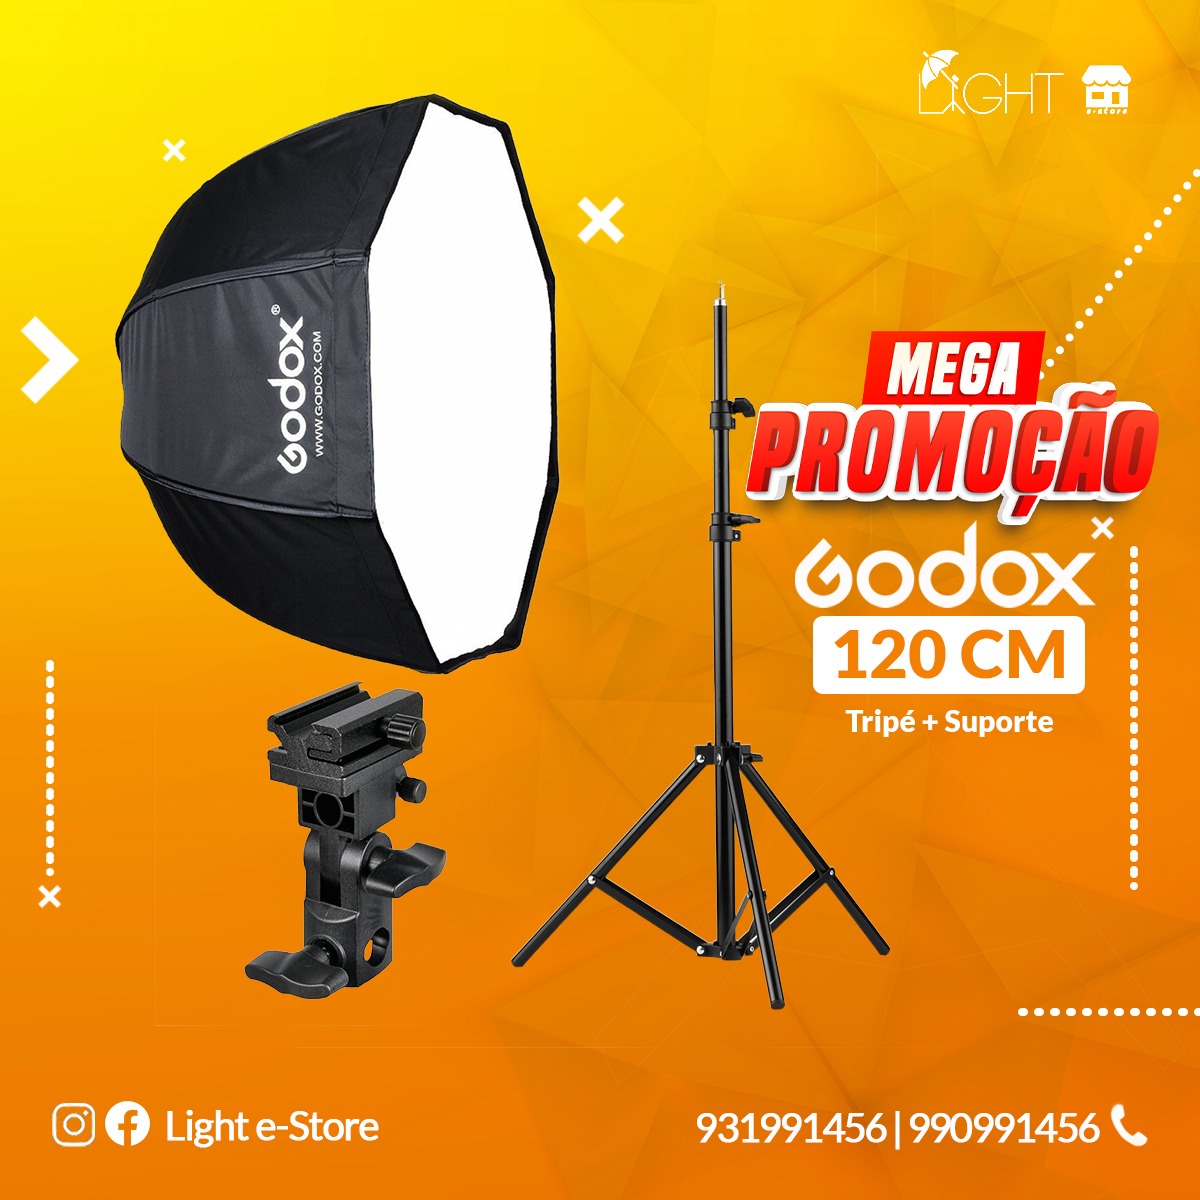 LIGHT
e-store
GODOX®
WWW.GODOX.COM
MEGA
PROMOÇÃO
Godox
120 CM
Tripé + Suporte
Light e-Store
931991456 | 990991456